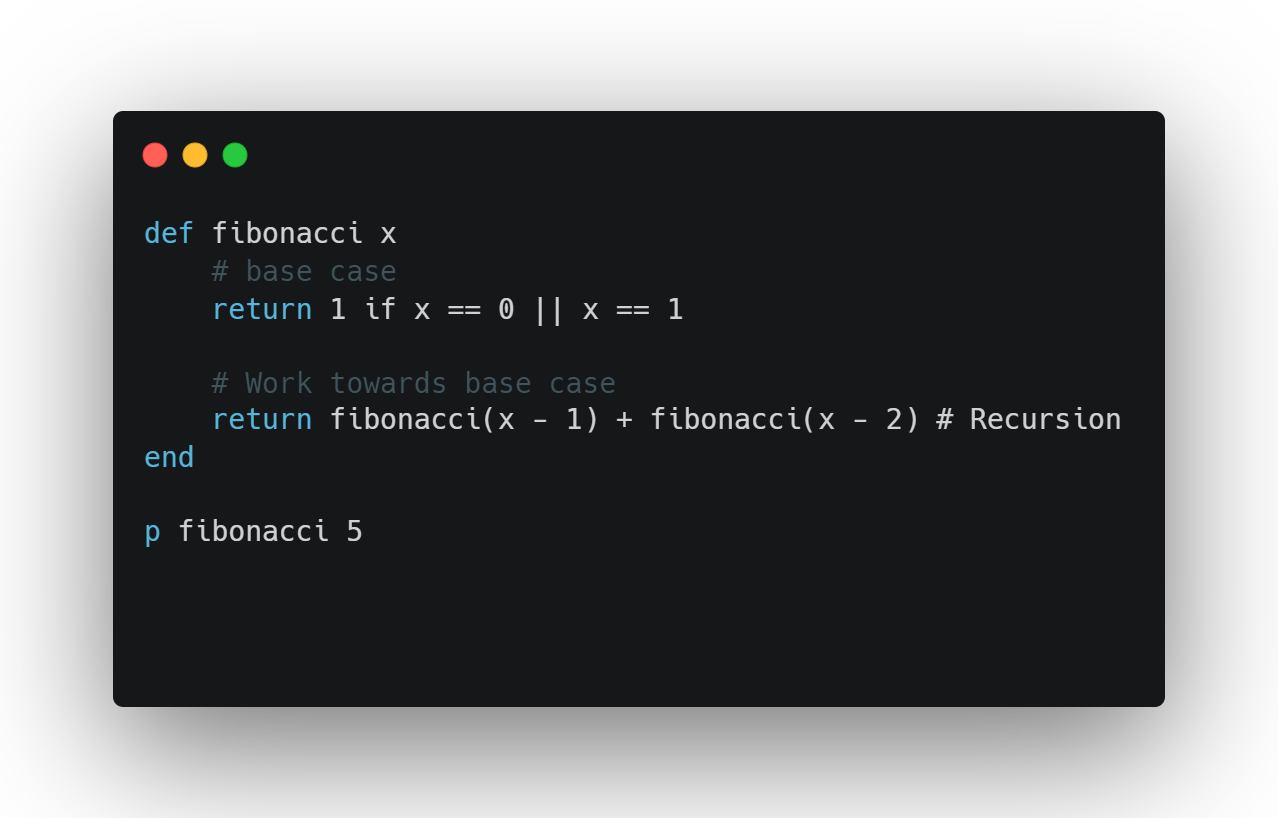 def fibonacci x
    # base case
    return 1 if x == 0 || x == 1
    # Work towards base case
    return fibonacci(x - 1) + fibonacci(x - 2) # Recursion
end
p fibonacci 5